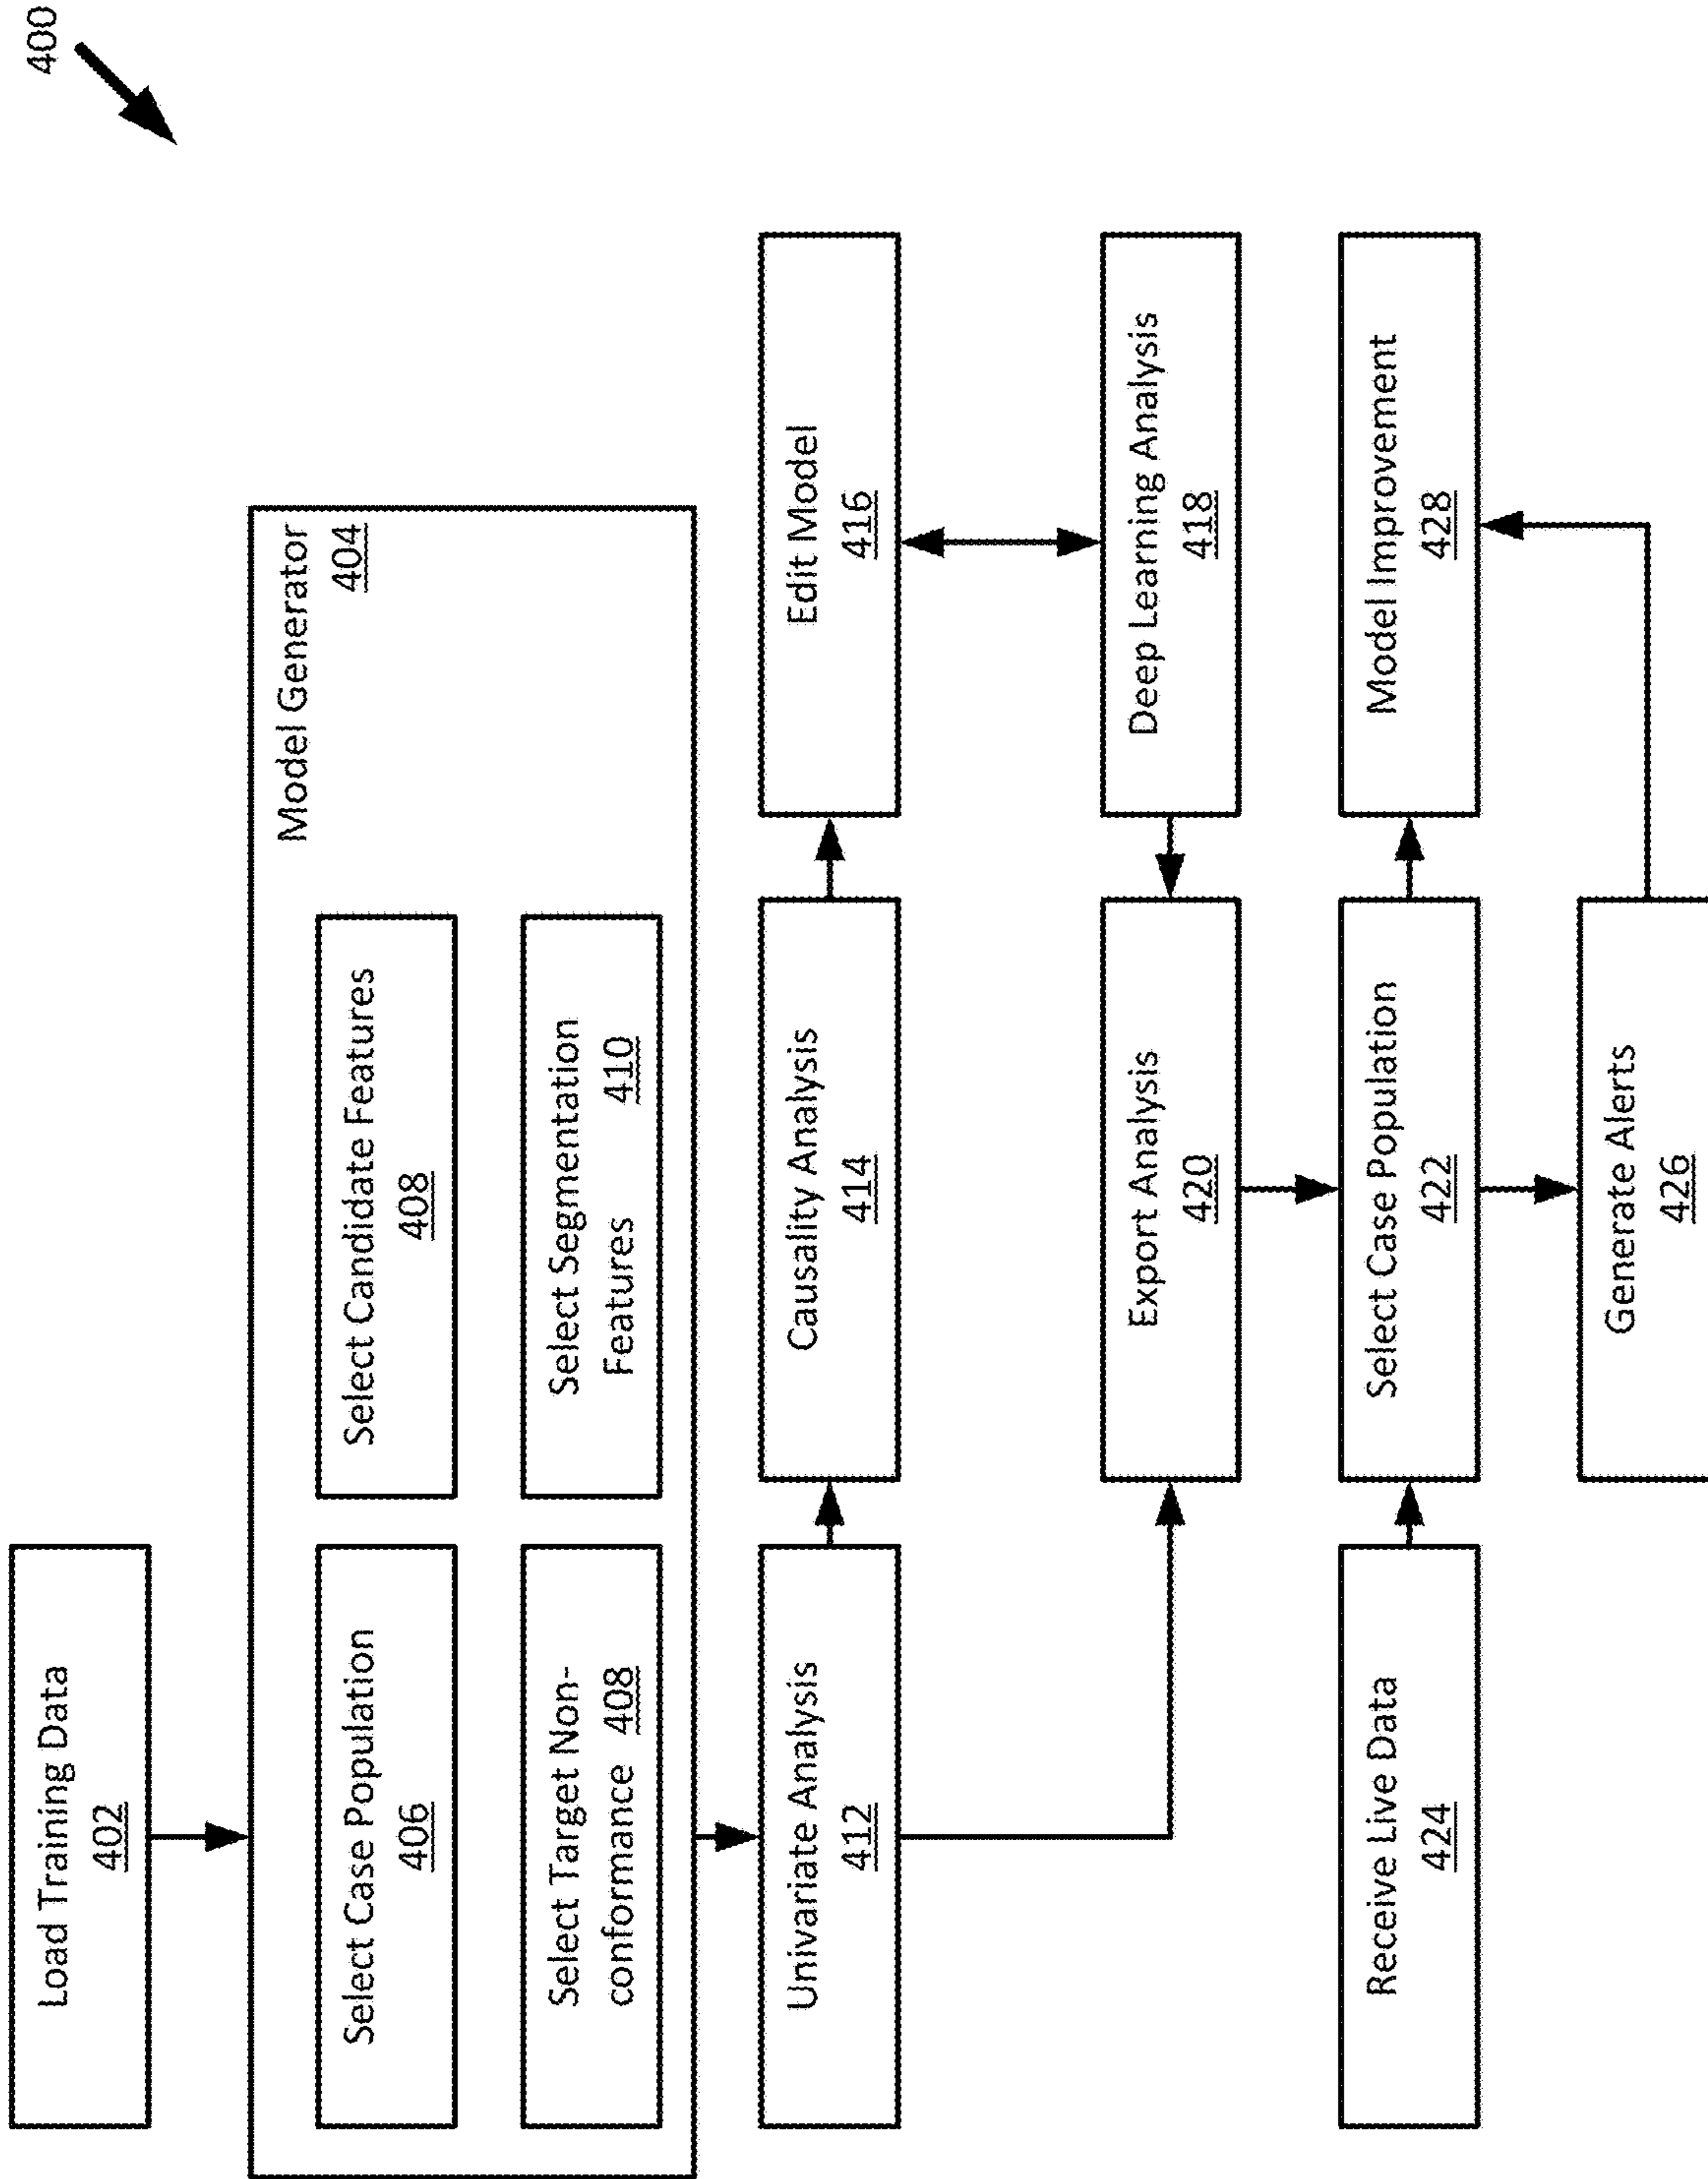 400
Load Training Data
402
Model Generator
404
Select Case Population
406
Select Candidate Features
408
Select Target Non-
conformance 408
Select Segmentation
Features 410
Univariate Analysis
412
Causality Analysis
414
Edit Model
416
Deep Learning Analysis
418
Export Analysis
420
Receive Live Data
424
Select Case Population
422
Model Improvement
428
Generate Alerts
426